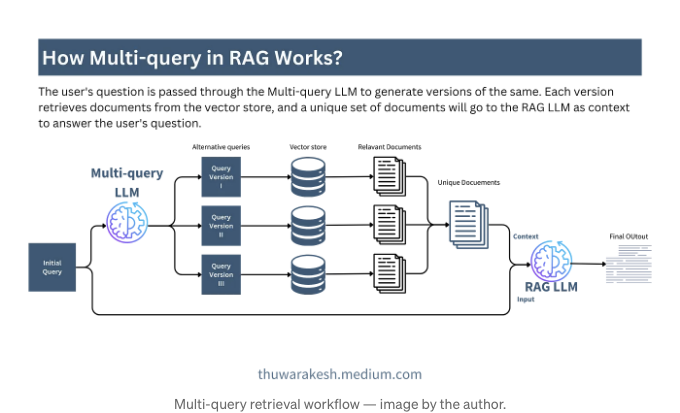 How Multi-query in RAG Works?
The user's question is passed through the Multi-query LLM to generate versions of the same. Each version
retrieves documents from the vector store, and a unique set of documents will go to the RAG LLM as context
to answer the user's question.
Alternative queries
Vector store
Relavant Documents
Multi-query
LLM
Query
Version
I
Unique Docuements
Query
Version
II
Context
Final OUtout
Initial
Query
Query
Version
III
RAG LLM
Input
thuwarakesh.medium.com
Multi-query retrieval workflow — image by the author.